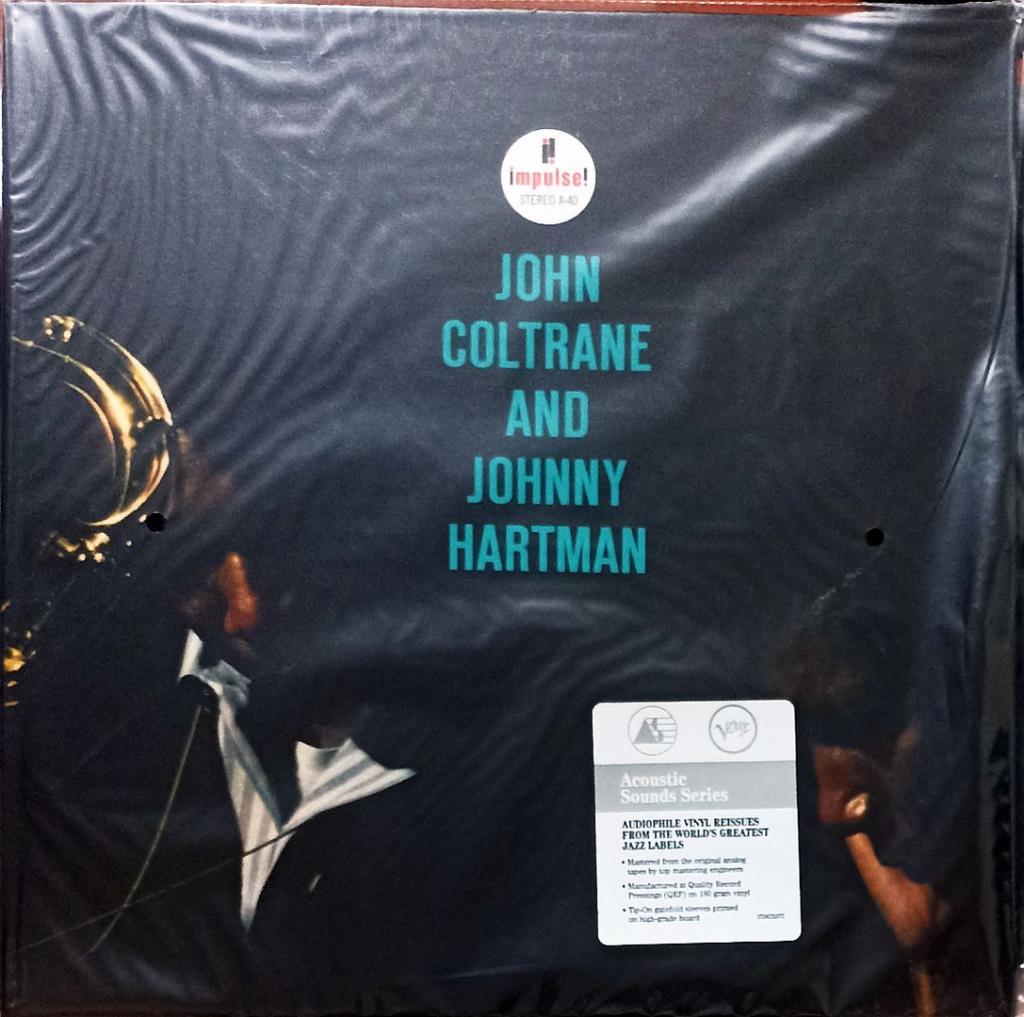 impulse!
STEREO A-40
JOHN
COLTRANE
AND
JOHNNY
HARTMAN
Verve
Acoustic
Sounds Series
AUDIOPHILE VINYL REISSUES
FROM THE WORLD'S GREATEST
JAZZ LABELS
• Mastered from the original analog
tapes by top mastering engineers
• Manufactured at Quality Record
Pressings (QRP) on 180 gram vinyl
• Tip-On gatefold sleeves printed
on high-grade board